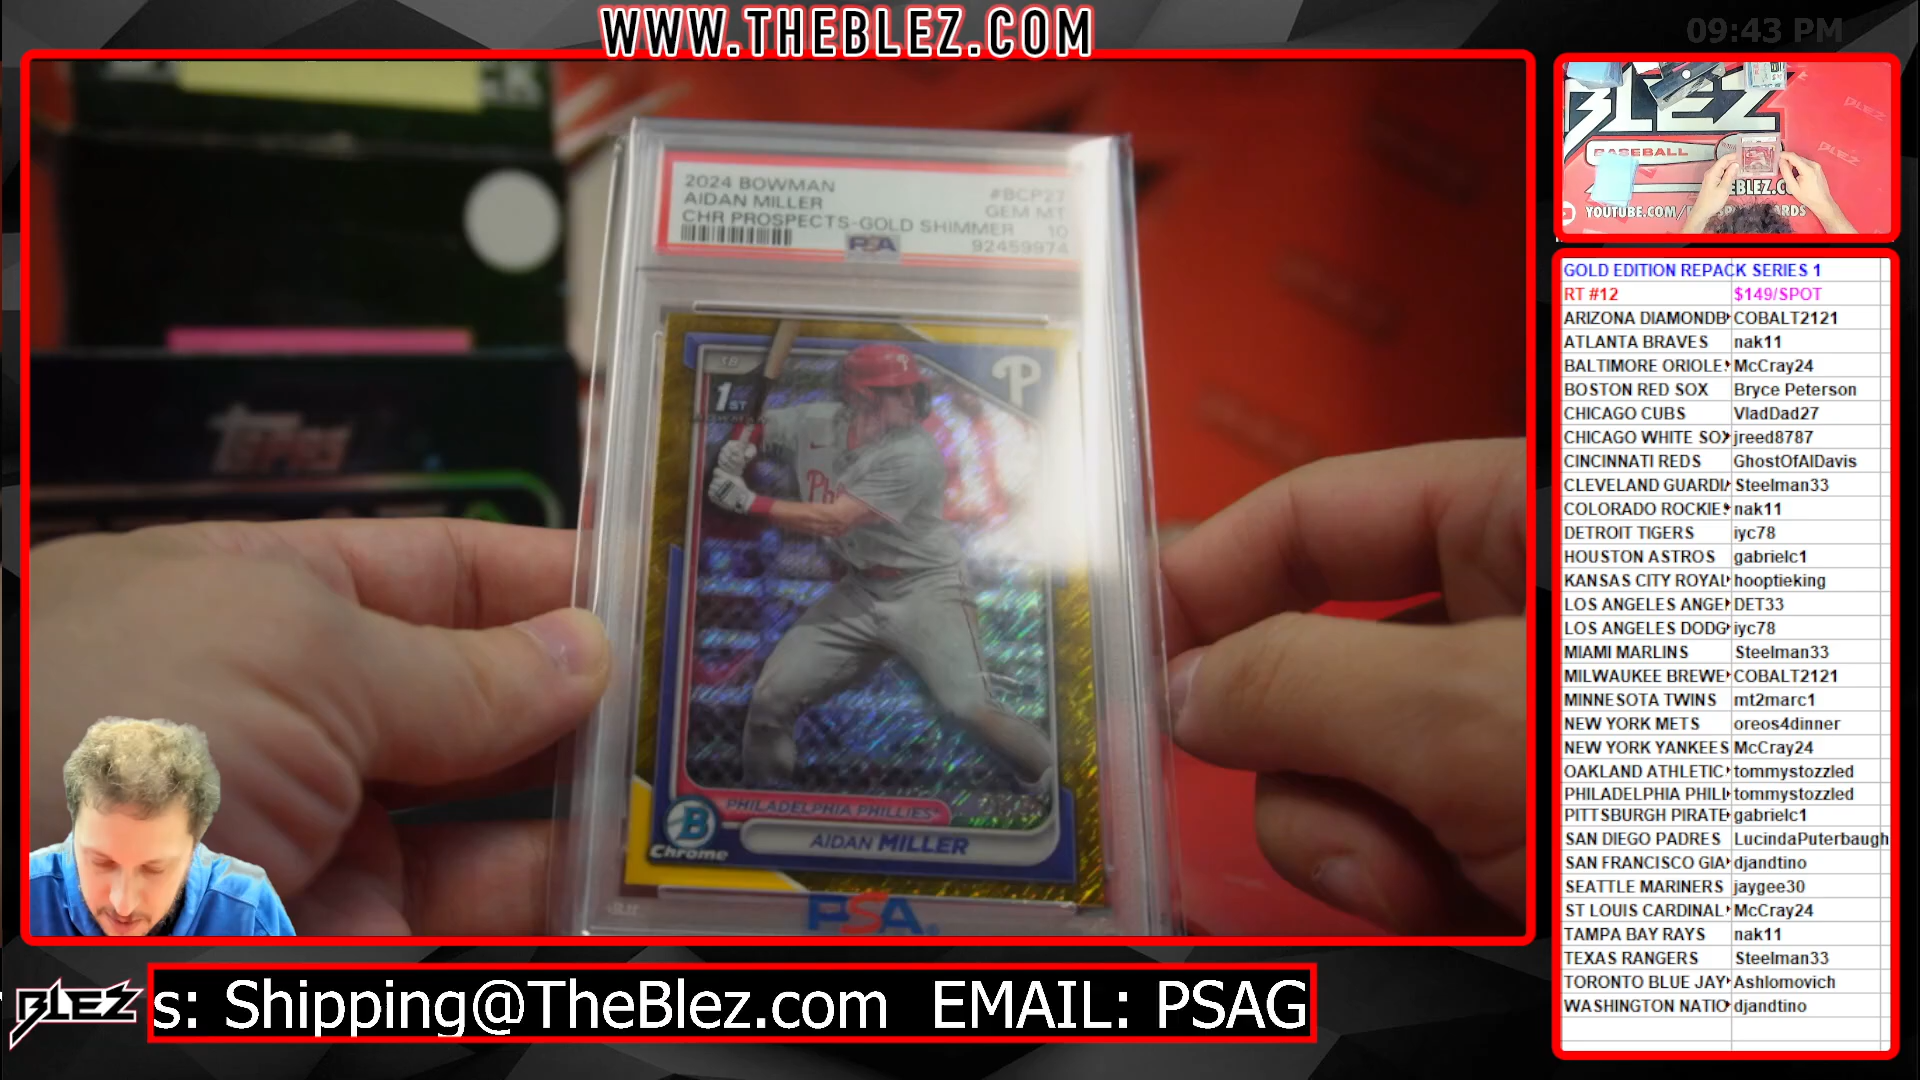 WWW.THEBLEZ.COM
09:43 PM
2024 BOWMAN #BCP27
AIDAN MILLER GEM MT
CHR PROSPECTS-GOLD SHIMMER 10
PSA 92459974
1ST
P
Topps
PHILADELPHIA PHILLIES
AIDAN MILLER
B
Chrome
PSA
BLEZ
BASEBALL
BLEZ
BLEZ
YOUTUBE.COM/
GOLD EDITION REPACK SERIES 1
RT #12 $149/SPOT
ARIZONA DIAMONDB COBALT2121
ATLANTA BRAVES nak11
BALTIMORE ORIOLE McCray24
BOSTON RED SOX Bryce Peterson
CHICAGO CUBS VladDad27
CHICAGO WHITE SOX jreed8787
CINCINNATI REDS GhostOfAlDavis
CLEVELAND GUARDI Steelman33
COLORADO ROCKIE nak11
DETROIT TIGERS iyc78
HOUSTON ASTROS gabrielc1
KANSAS CITY ROYAL hooptieking
LOS ANGELES ANGE DET33
LOS ANGELES DODG iyc78
MIAMI MARLINS Steelman33
MILWAUKEE BREWE COBALT2121
MINNESOTA TWINS mt2marc1
NEW YORK METS oreos4dinner
NEW YORK YANKEES McCray24
OAKLAND ATHLETIC tommystozzled
PHILADELPHIA PHILI tommystozzled
PITTSBURGH PIRATE gabrielc1
SAN DIEGO PADRES LucindaPuterbaugh
SAN FRANCISCO GIA djandtino
SEATTLE MARINERS jaygee30
ST LOUIS CARDINAL McCray24
TAMPA BAY RAYS nak11
TEXAS RANGERS Steelman33
TORONTO BLUE JAY Ashlomovich
WASHINGTON NATIO djandtino
BLEZ
s: Shipping@TheBlez.com EMAIL: PSAG